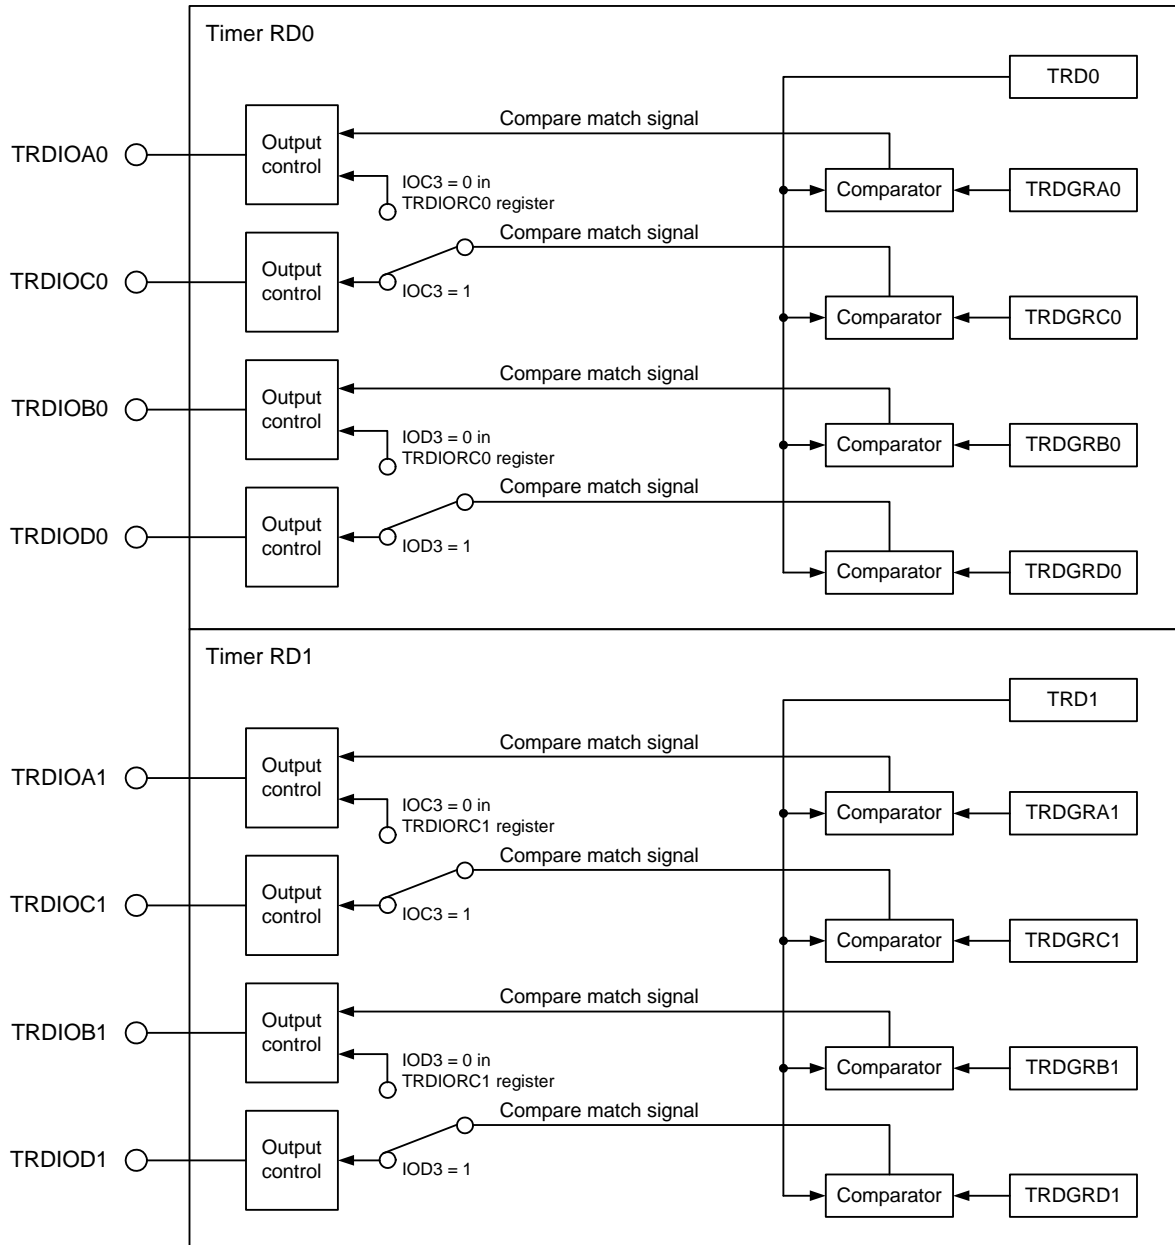 Timer RD0
TRD0
Compare match signal
TRDIOA0
Output
control
Comparator
TRDGRA0
IOC3 = 0 in
TRDIORC0 register
Compare match signal
TRDIOC0
Output
control
IOC3 = 1
Comparator
TRDGRC0
Compare match signal
TRDIOB0
Output
control
IOD3 = 0 in
TRDIORC0 register
Comparator
TRDGRB0
Compare match signal
TRDIOD0
Output
control
IOD3 = 1
Comparator
TRDGRD0
Timer RD1
TRD1
Compare match signal
TRDIOA1
Output
control
IOC3 = 0 in
TRDIORC1 register
Comparator
TRDGRA1
Compare match signal
TRDIOC1
Output
control
IOC3 = 1
Comparator
TRDGRC1
Compare match signal
TRDIOB1
Output
control
IOD3 = 0 in
TRDIORC1 register
Comparator
TRDGRB1
Compare match signal
TRDIOD1
Output
control
IOD3 = 1
Comparator
TRDGRD1